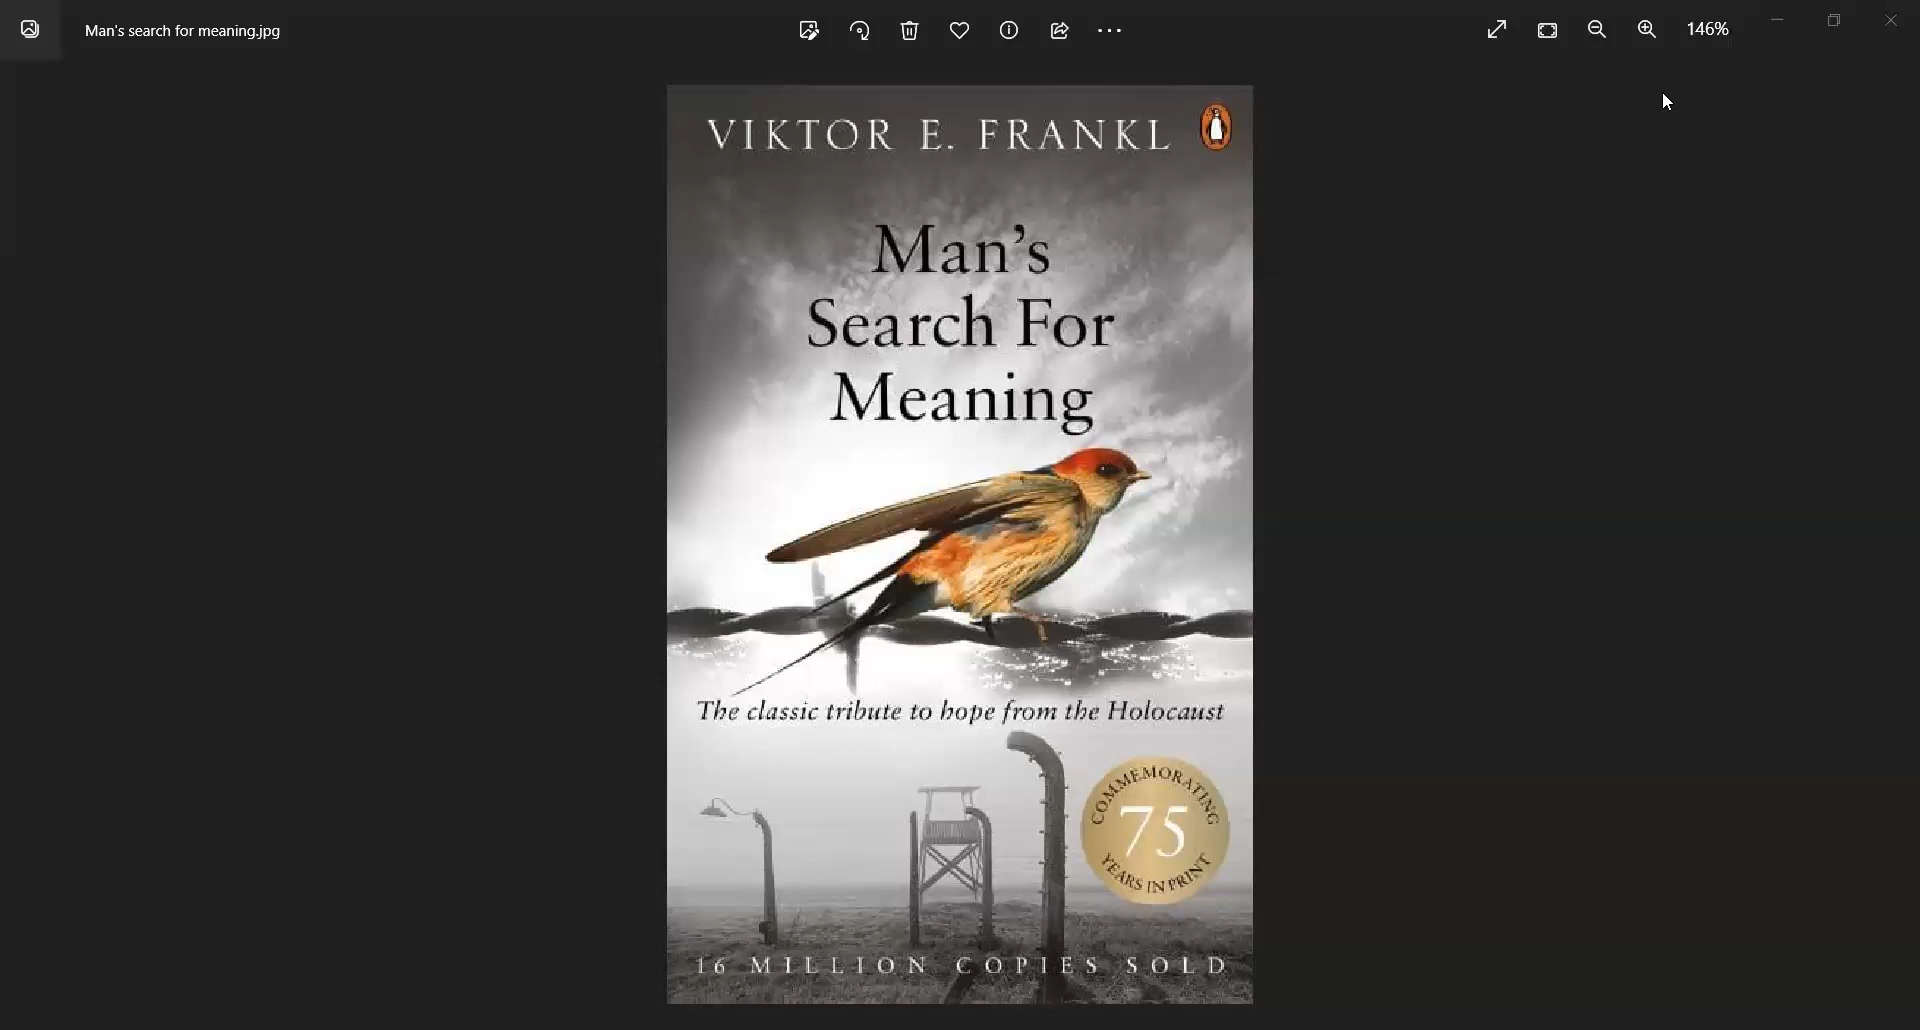 Man's search for meaning.jpg
146%
VIKTOR E. FRANKL
Man's
Search For
Meaning
The classic tribute to hope from the Holocaust
COMMEMORATING
75
YEARS IN PRINT
16 MILLION COPIES SOLD